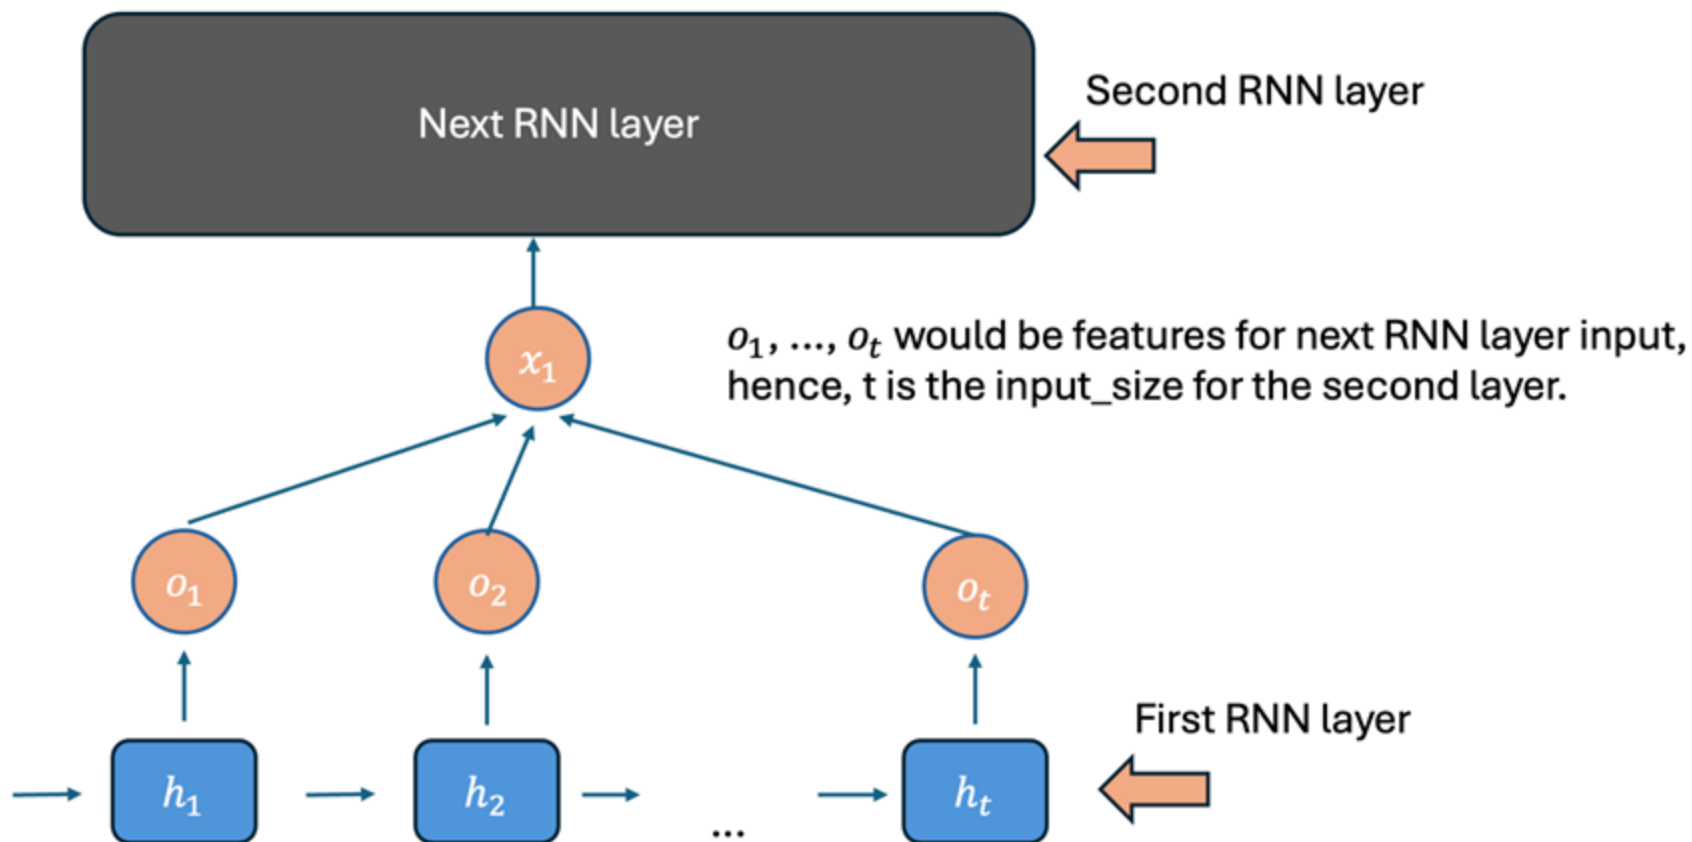 Next RNN layer
Second RNN layer
x₁
o₁, ..., oₜ would be features for next RNN layer input,
hence, t is the input_size for the second layer.
o₁ o₂ oₜ
First RNN layer
h₁ h₂ hₜ
...